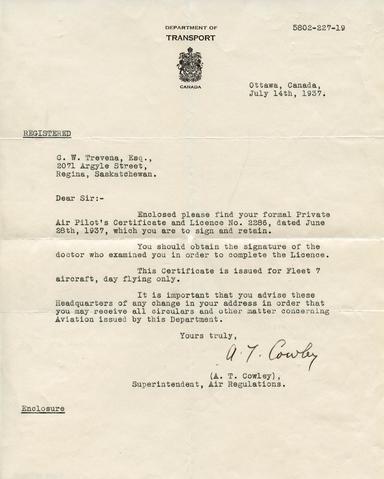 DEPARTMENT OF
TRANSPORT
5802-227-19
CANADA
Ottawa, Canada,
July 14th, 1937.
REGISTERED
G. W. Trevena, Esq.,
2071 Argyle Street,
Regina, Saskatchewan.
Dear Sir:-
Enclosed please find your formal Private
Air Pilot's Certificate and Licence No. 2286, dated June
28th, 1937, which you are to sign and retain.
You should obtain the signature of the
doctor who examined you in order to complete the Licence.
This Certificate is issued for Fleet 7
aircraft, day flying only.
It is important that you advise these
Headquarters of any change in your address in order that
you may receive all circulars and other matter concerning
Aviation issued by this Department.
Yours truly,
A. T. Cowley
(A. T. Cowley),
Superintendent, Air Regulations.
Enclosure